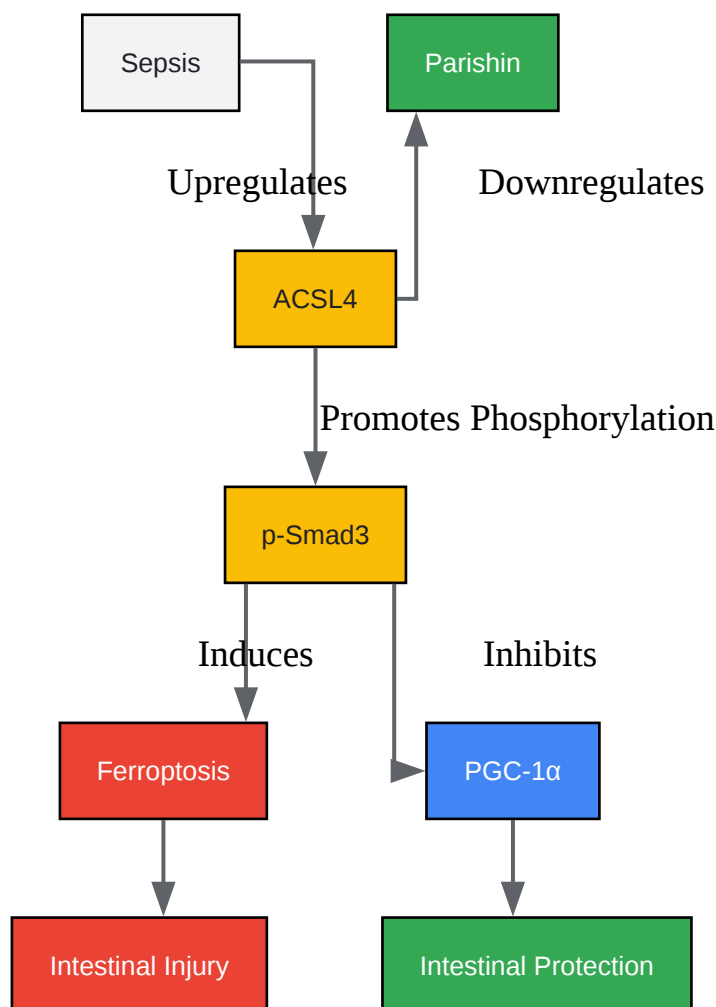 Sepsis
Parishin
Upregulates
Downregulates
ACSL4
Promotes Phosphorylation
p-Smad3
Induces
Inhibits
Ferroptosis
PGC-1α
Intestinal Injury
Intestinal Protection